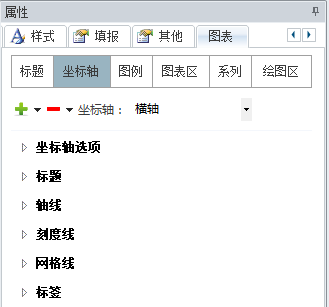 属性
样式 填报 其他 图表
标题 坐标轴 图例 图表区 系列 绘图区
坐标轴： 横轴
坐标轴选项
标题
轴线
刻度线
网格线
标签